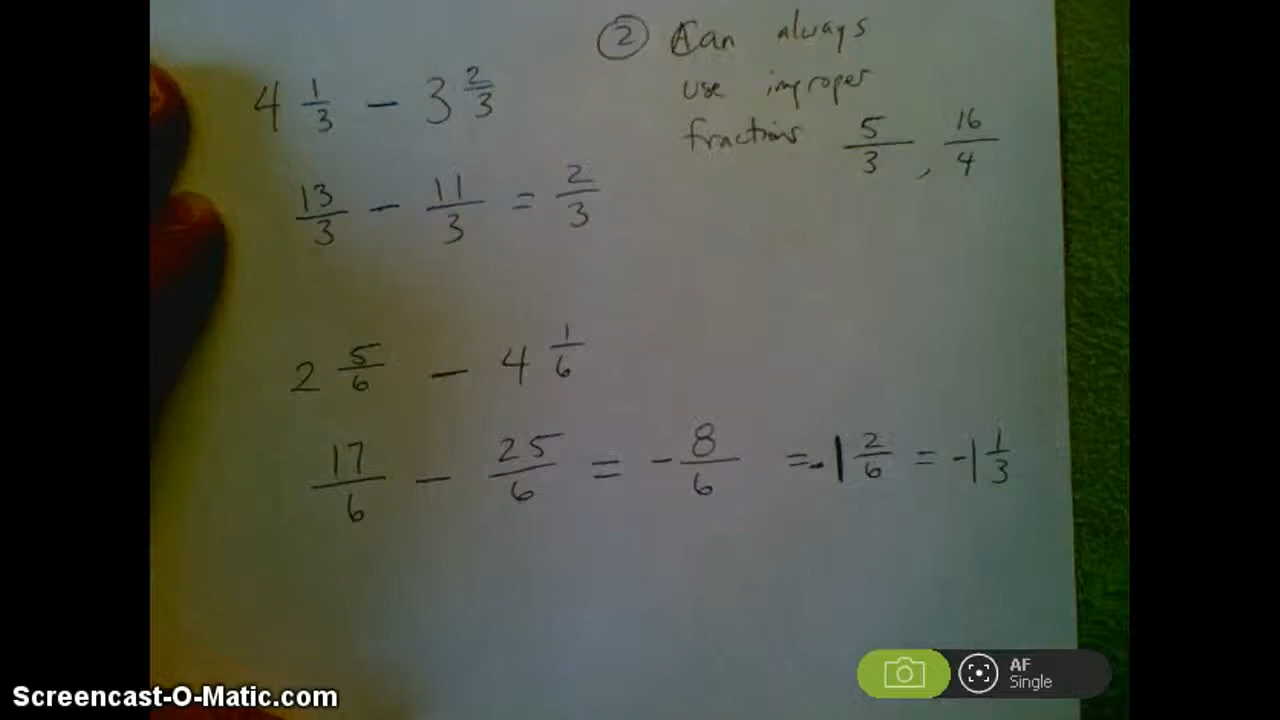 ② Can always
use improper
fractions 5/3, 16/4
4 1/3 - 3 2/3
13/3 - 11/3 = 2/3
2 5/6 - 4 1/6
17/6 - 25/6 = - 8/6 = -1 2/6 = -1 1/3
AF
Single
Screencast-O-Matic.com